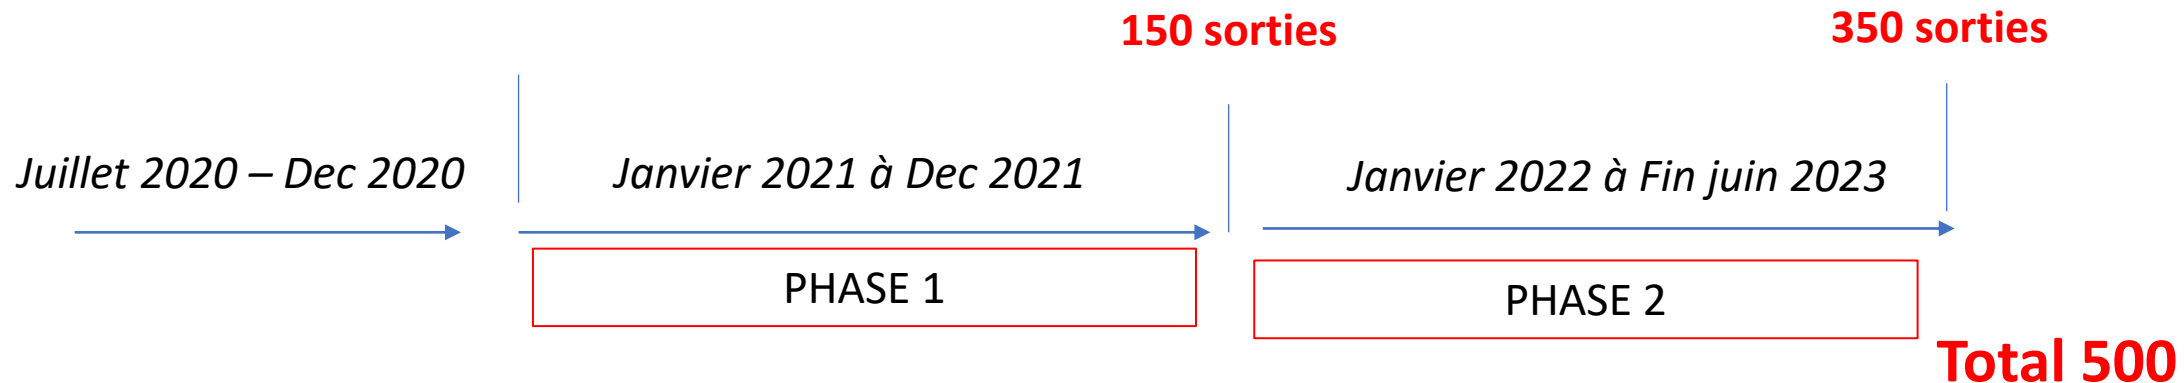 150 sorties
350 sorties
Juillet 2020 – Dec 2020
Janvier 2021 à Dec 2021
Janvier 2022 à Fin juin 2023
PHASE 1
PHASE 2
Total 500